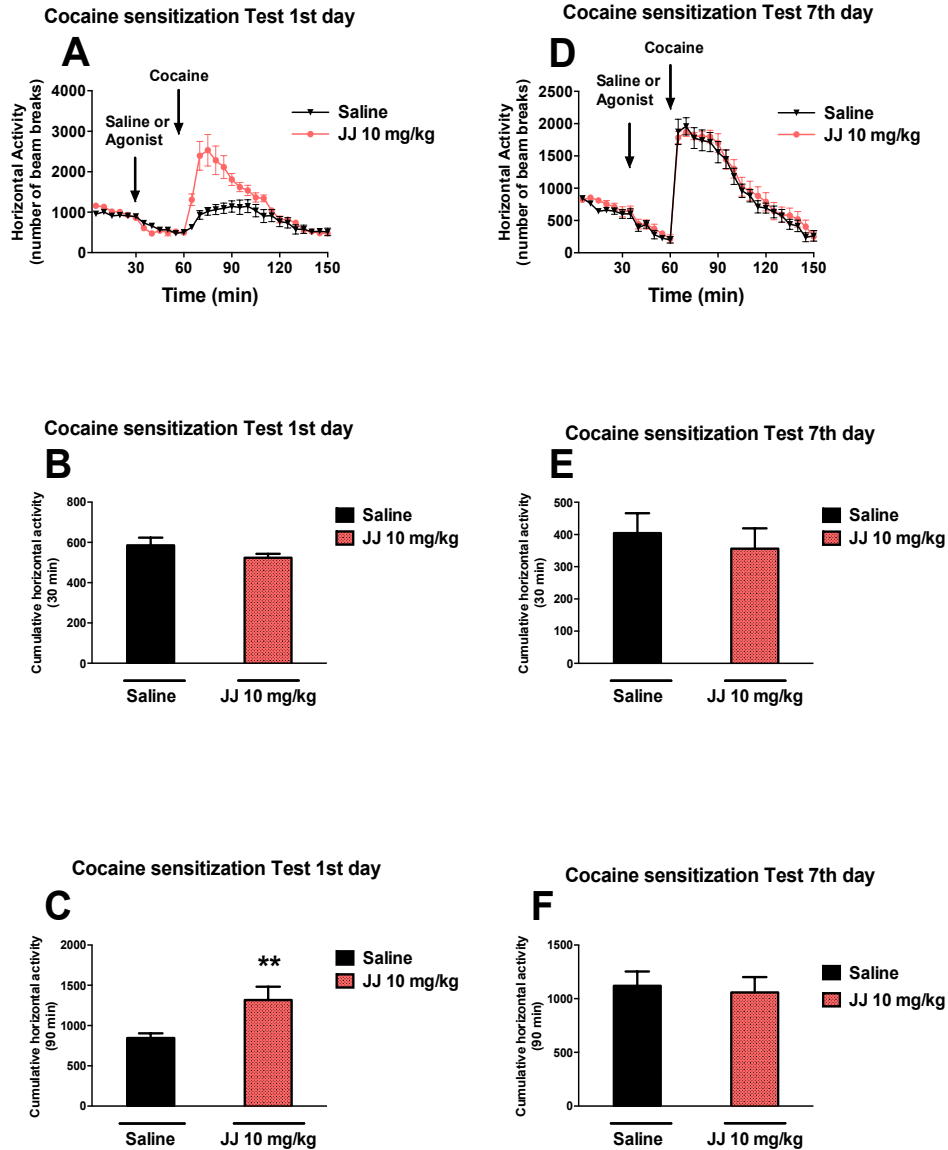 Cocaine sensitization Test 1st day
A
Cocaine
Saline or
Agonist
Saline
JJ 10 mg/kg
Horizontal Activity
(number of beam breaks)
4000
3000
2000
1000
0
30
60
90
120
150
Time (min)
Cocaine sensitization Test 7th day
D
Cocaine
Saline or
Agonist
Saline
JJ 10 mg/kg
Horizontal Activity
(number of beam breaks)
2500
2000
1500
1000
500
0
30
60
90
120
150
Time (min)
Cocaine sensitization Test 1st day
B
Saline
JJ 10 mg/kg
Cumulative horizontal activity
(30 min)
800
600
400
200
0
Saline
JJ 10 mg/kg
Cocaine sensitization Test 7th day
E
Saline
JJ 10 mg/kg
Cumulative horizontal activity
(30 min)
500
400
300
200
100
0
Saline
JJ 10 mg/kg
Cocaine sensitization Test 1st day
C
Saline
JJ 10 mg/kg
Cumulative horizontal activity
(90 min)
2000
1500
1000
500
0
**
Saline
JJ 10 mg/kg
Cocaine sensitization Test 7th day
F
Saline
JJ 10 mg/kg
Cumulative horizontal activity
(90 min)
1500
1000
500
0
Saline
JJ 10 mg/kg